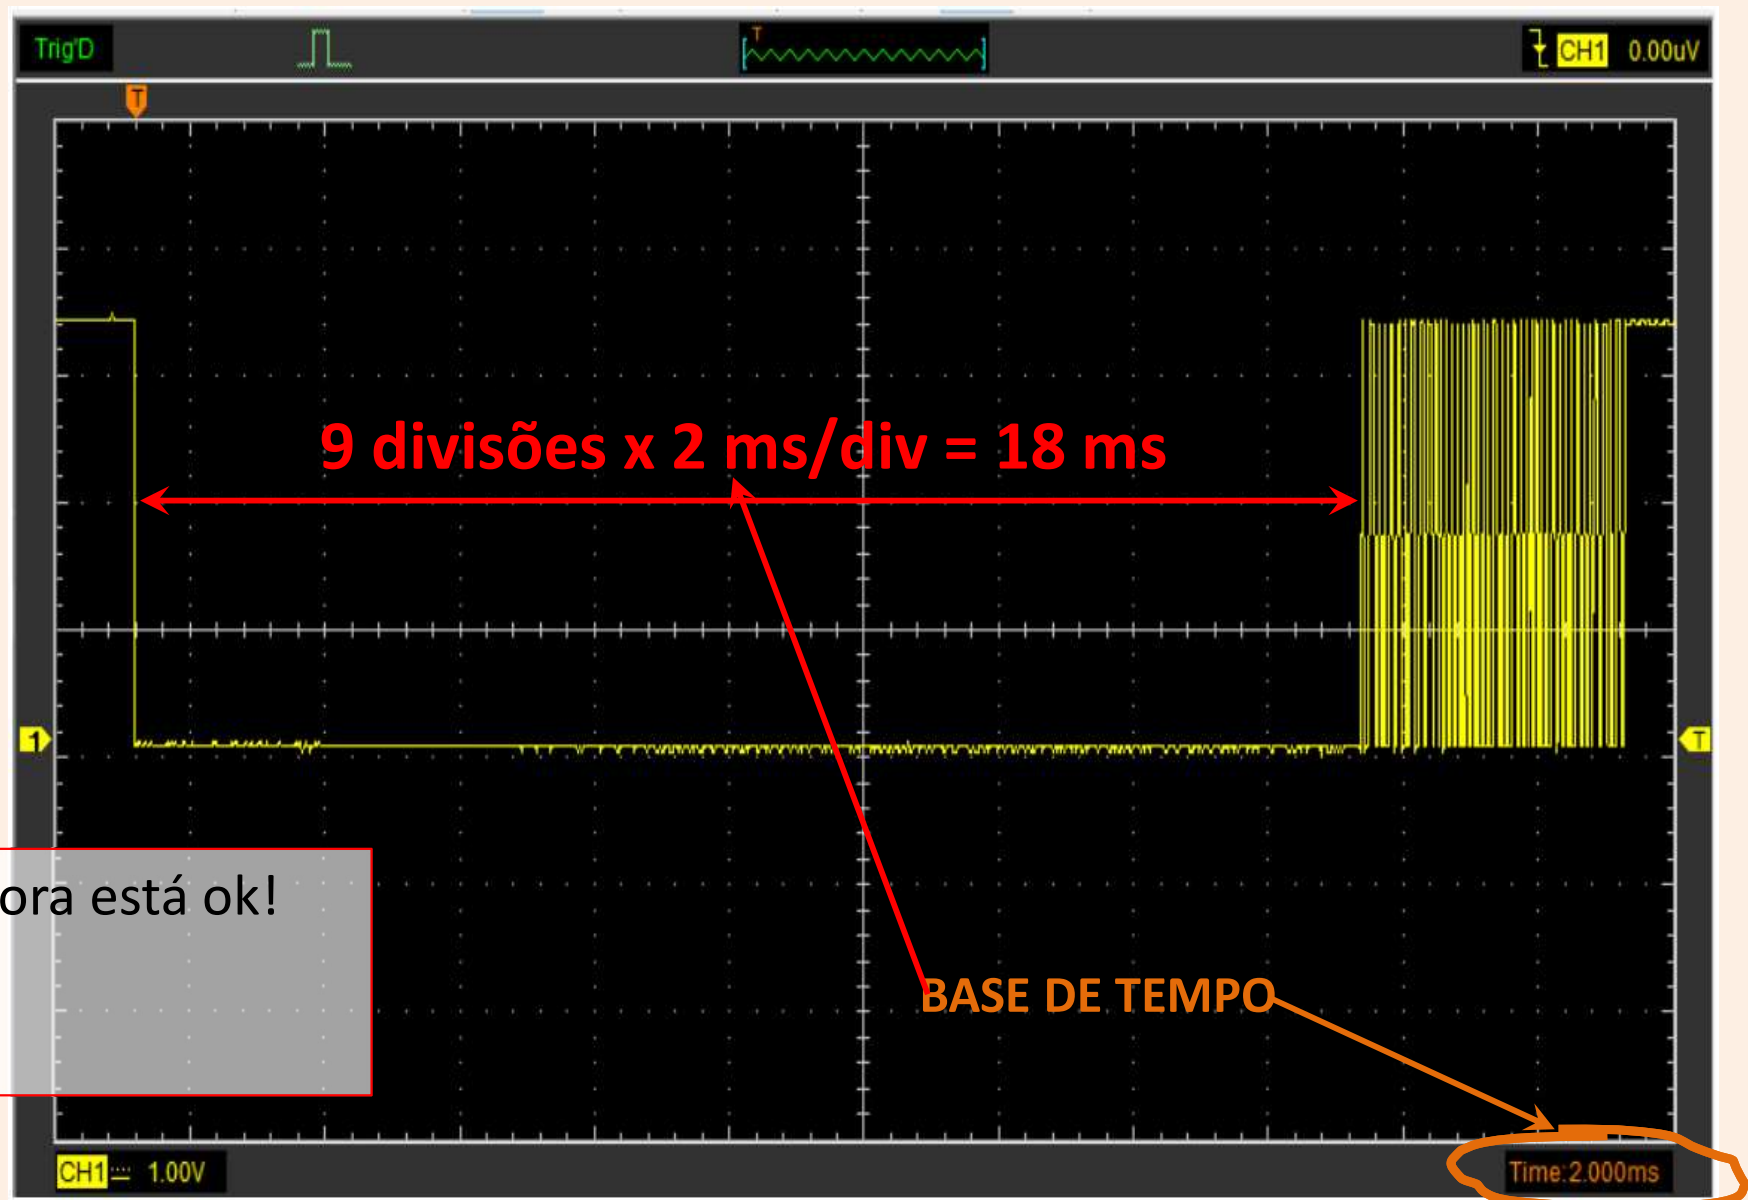 Trig'D
T
CH1 0.00uV
T
9 divisões x 2 ms/div = 18 ms
1
T
ora está ok!
BASE DE TEMPO
CH1 1.00V
Time:2.000ms